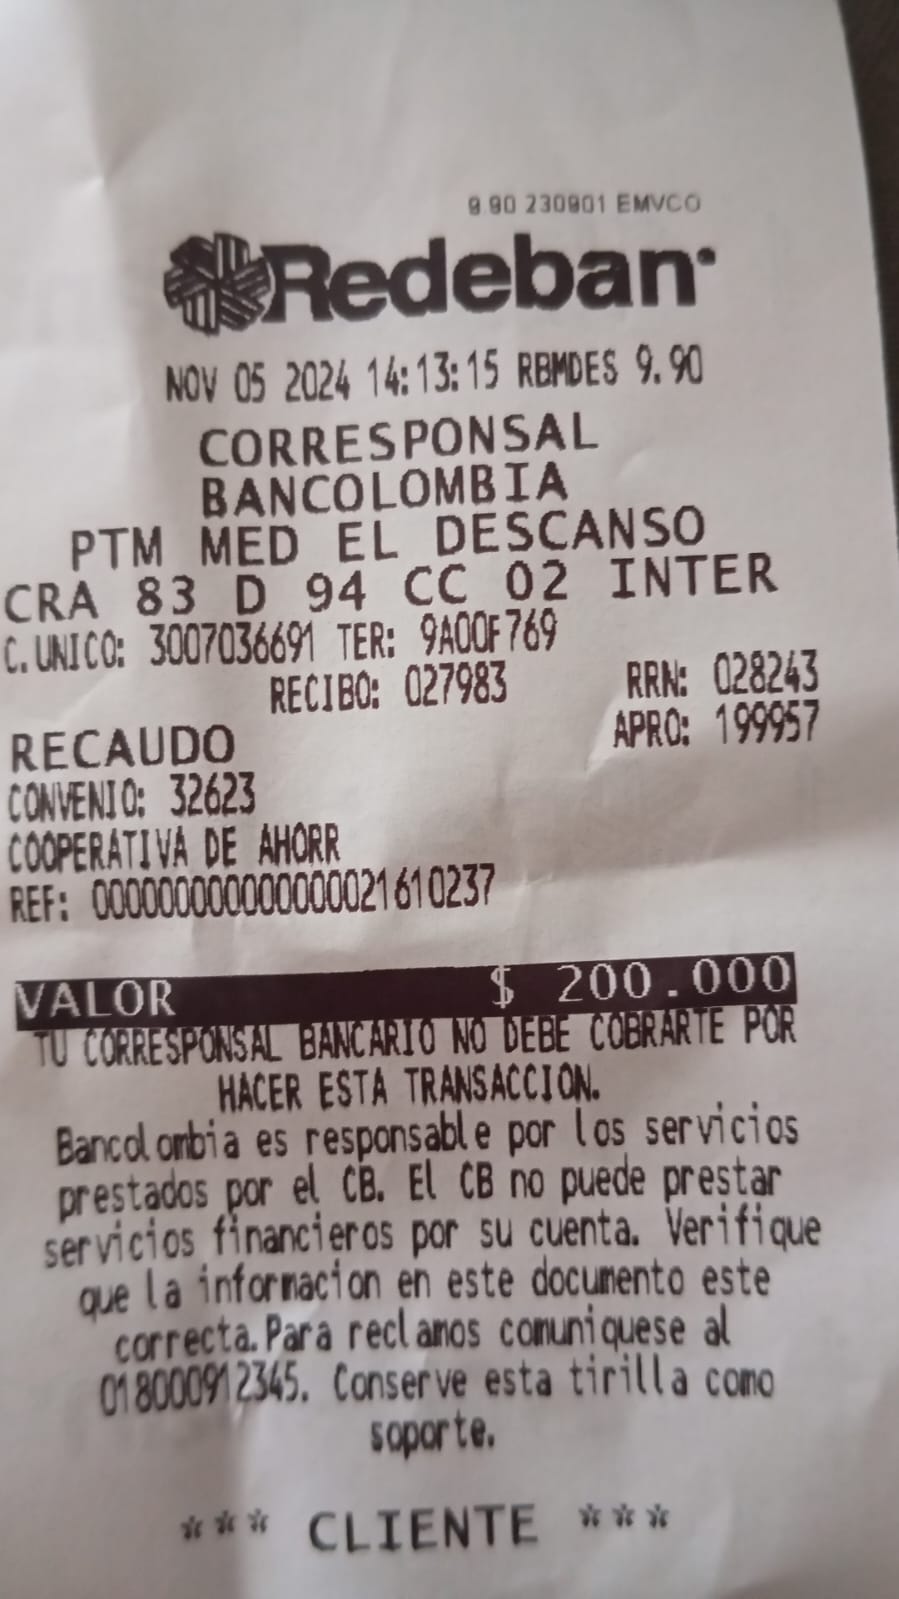 9.90 230901 EMVCO
Redeban
NOV 05 2024 14:13:15 RBMDES 9.90
CORRESPONSAL
BANCOLOMBIA
PTM MED EL DESCANSO
CRA 83 D 94 CC 02 INTER
C.UNICO: 3007036691 TER: 9A00F769
RECIBO: 027983 RRN: 028243
RECAUDO APRO: 199957
CONVENIO: 32623
COOPERATIVA DE AHORR
REF: 0000000000000000021610237
VALOR $ 200.000
TU CORRESPONSAL BANCARIO NO DEBE COBRARTE POR
HACER ESTA TRANSACCION.
Bancolombia es responsable por los servicios
prestados por el CB. El CB no puede prestar
servicios financieros por su cuenta. Verifique
que la informacion en este documento este
correcta.Para reclamos comuniquese al
018000912345. Conserve esta tirilla como
soporte.
*** CLIENTE ***